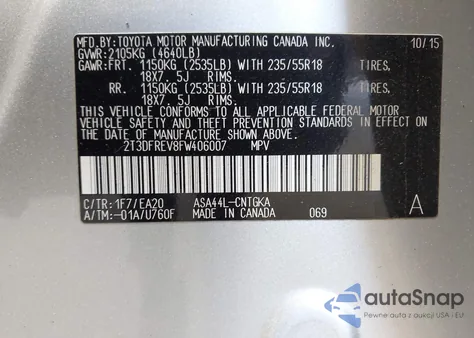 MFD.BY:TOYOTA MOTOR MANUFACTURING CANADA INC. 10/15
GVWR:2105KG (4640LB)
GAWR:FRT. 1150KG (2535LB) WITH 235/55R18 TIRES,
18X7.5J RIMS.
RR. 1150KG (2535LB) WITH 235/55R18 TIRES,
18X7.5J RIMS.
THIS VEHICLE CONFORMS TO ALL APPLICABLE FEDERAL MOTOR
VEHICLE SAFETY AND THEFT PREVENTION STANDARDS IN EFFECT
ON THE DATE OF MANUFACTURE SHOWN ABOVE.
2T3DFREV8FW406007 MPV
C/TR:1F7/EA20 ASA44L-CNTGKA
A/TM:-01A/U760F MADE IN CANADA 069 A
autoSnap
Pewne auta z aukcji USA - EU